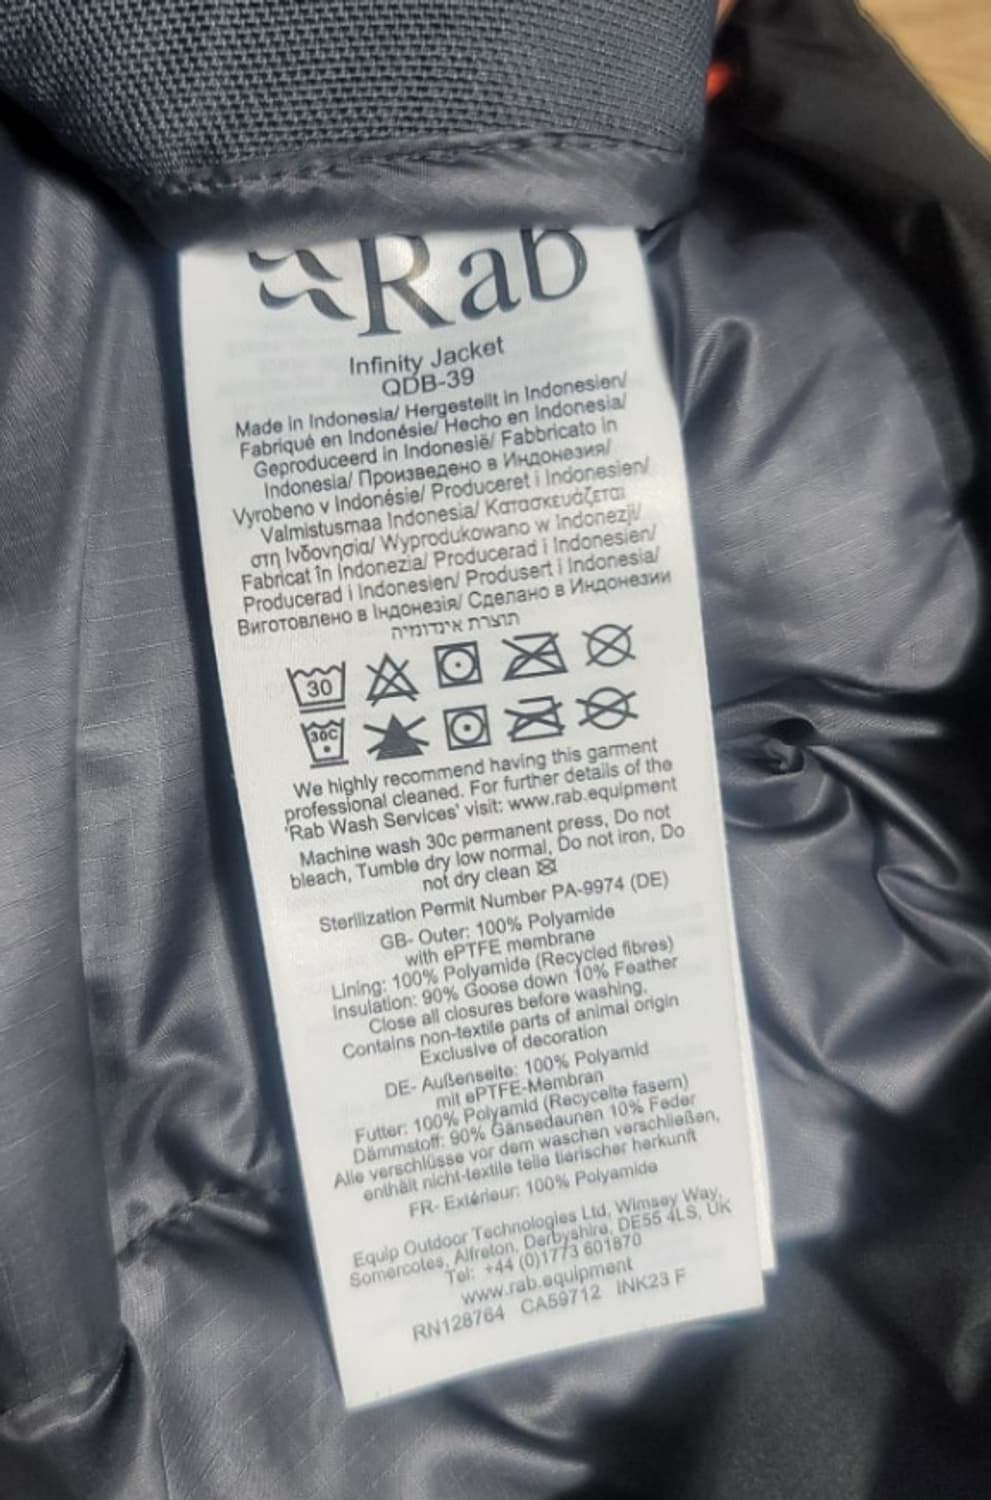 Rab
Infinity Jacket
QDB-39
Made in Indonesia/ Hergestellt in Indonesien/
Fabriqué en Indonésie/ Hecho en Indonesia/
Geproduceerd in Indonesië/ Fabbricato in
Indonesia/ Произведено в Индонезия/
Vyrobeno v Indonésie/ Produceret i Indonesien/
Valmistusmaa Indonesia/ Κατασκευάζεται
στη Ινδονησία/ Wyprodukowano w Indonezji/
Fabricat în Indonezia/ Producerad i Indonesien/
Producerad i Indonesien/ Produsert i Indonesia/
Виготовлено в Індонезія/ Сделано в Индонезии
תוצרת אינדומיה
30
30C
We highly recommend having this garment
professional cleaned. For further details of the
'Rab Wash Services' visit: www.rab.equipment
Machine wash 30c permanent press, Do not
bleach, Tumble dry low normal, Do not iron, Do
not dry clean
Sterilization Permit Number PA-9974 (DE)
GB- Outer: 100% Polyamide
with ePTFE membrane
Lining: 100% Polyamide (Recycled fibres)
Insulation: 90% Goose down 10% Feather
Close all closures before washing,
Contains non-textile parts of animal origin
Exclusive of decoration
DE- Außenseite: 100% Polyamid
mit ePTFE-Membran
Futter: 100% Polyamid (Recycelte fasern)
Dämmstoff: 90% Gänsedaunen 10% Feder
Alle verschlüsse vor dem waschen verschließen,
enthält nicht-textile teile tierischer herkunft
FR- Extérieur: 100% Polyamide
Equip Outdoor Technologies Ltd, Wimsey Way,
Somercotes, Alfreton, Derbyshire, DE55 4LS, UK
Tel: +44 (0)1773 601870
www.rab.equipment
RN128764 CA59712 INK23 F